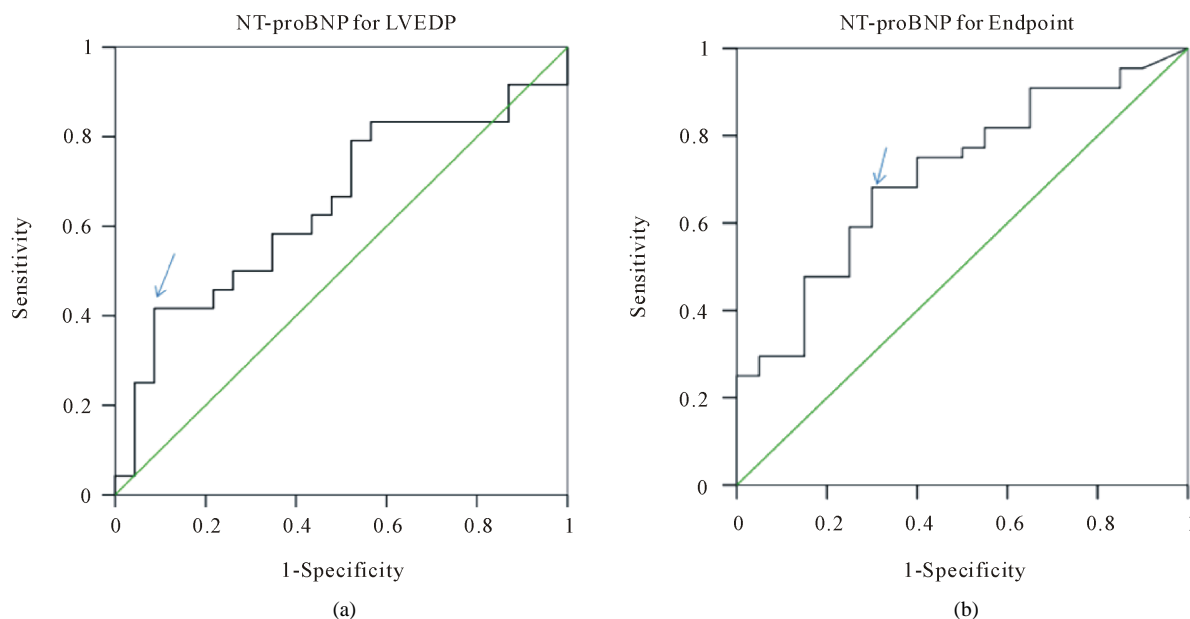 NT-proBNP for LVEDP
1
0.8
0.6
0.4
0.2
0
Sensitivity
0 0.2 0.4 0.6 0.8 1
1-Specificity
(a)
NT-proBNP for Endpoint
1
0.8
0.6
0.4
0.2
0
Sensitivity
0 0.2 0.4 0.6 0.8
1-Specificity
(b)